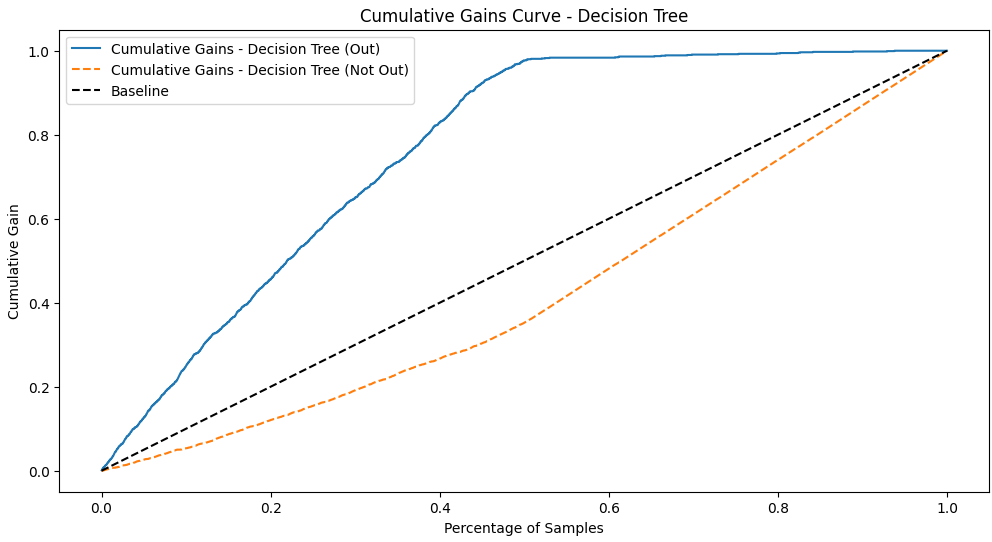 Cumulative Gains Curve - Decision Tree
Cumulative Gains - Decision Tree (Out)
Cumulative Gains - Decision Tree (Not Out)
Baseline
Cumulative Gain
1.0
0.8
0.6
0.4
0.2
0.0
0.0 0.2 0.4 0.6 0.8 1.0
Percentage of Samples